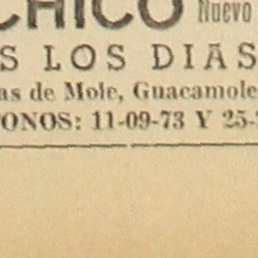 CHICO Nuevo
S LOS DIAS
as de Mole, Guacamole
ONOS: 11-09-73 Y 25-